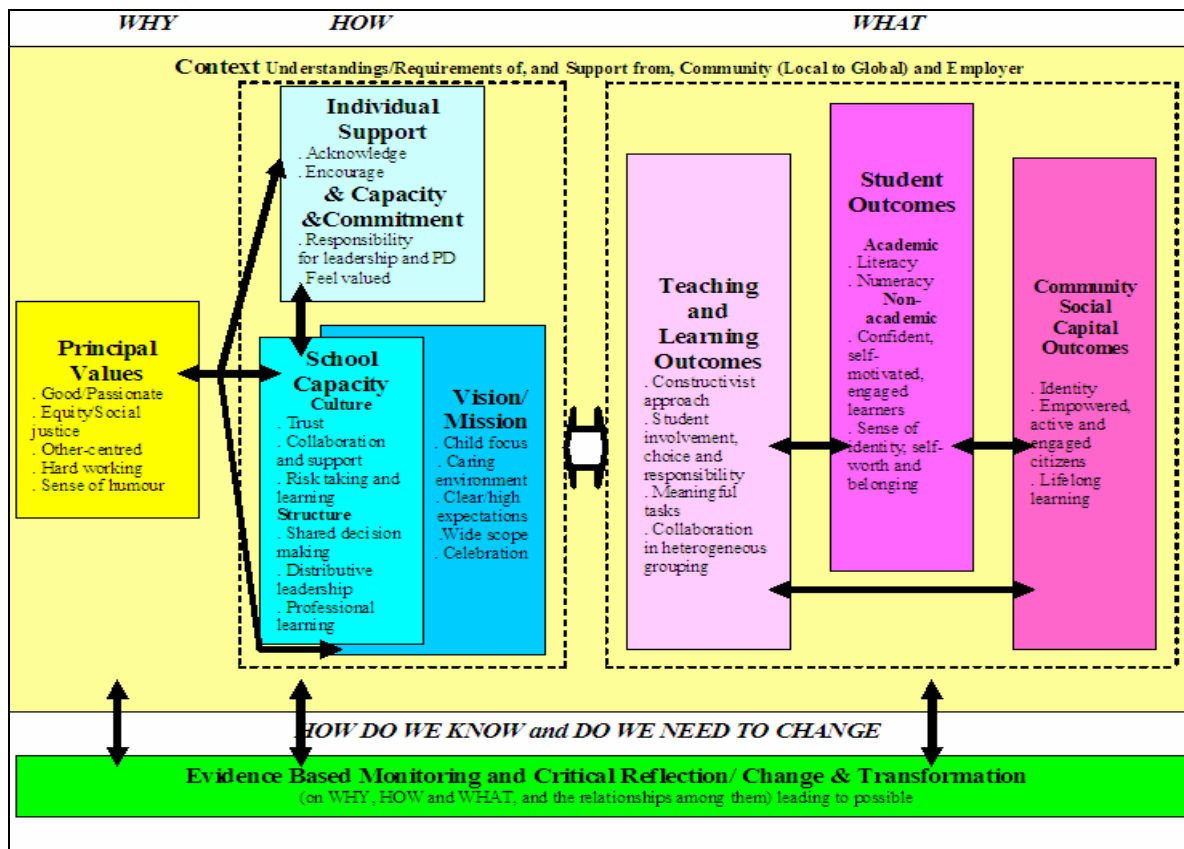 WHY
HOW
WHAT
Context Understandings/Requirements of, and Support from, Community (Local to Global) and Employer
Principal
Values
. Good/Passionate
. Equity/Social
justice
. Other-centred
. Hard working
. Sense of humour
Individual
Support
. Acknowledge
. Encourage
& Capacity
&Commitment
. Responsibility
for leadership and PD
. Feel valued
School
Capacity
Culture
. Trust
. Collaboration
and support
. Risk taking and
learning
Structure
. Shared decision
making
. Distributive
leadership
. Professional
learning
Vision/
Mission
. Child focus
. Caring
environment
. Clear/high
expectations
. Wide scope
. Celebration
Teaching
and
Learning
Outcomes
. Constructivist
approach
. Student
involvement,
choice and
responsibility
. Meaningful
tasks
. Collaboration
in heterogeneous
grouping
Student
Outcomes
Academic
. Literacy
. Numeracy
Non-
academic
. Confident,
self-
motivated,
engaged
learners
. Sense of
identity, self-
worth and
belonging
Community
Social
Capital
Outcomes
. Identity
. Empowered,
active and
engaged
citizens
. Lifelong
learning
HOW DO WE KNOW and DO WE NEED TO CHANGE
Evidence Based Monitoring and Critical Reflection/ Change & Transformation
(on WHY, HOW and WHAT, and the relationships among them) leading to possible